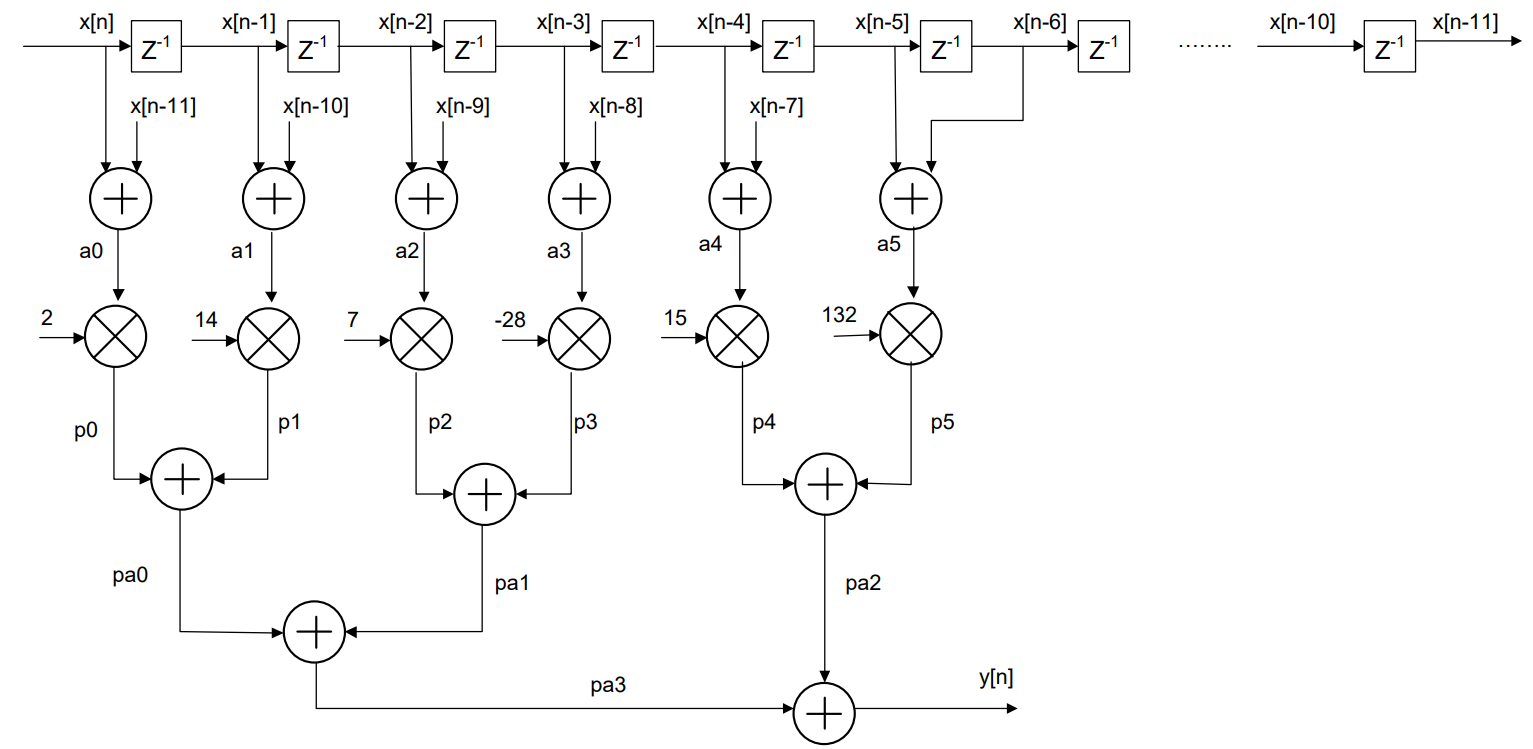 x[n] x[n-1] x[n-2] x[n-3] x[n-4] x[n-5] x[n-6] x[n-10] x[n-11]
Z-1 Z-1 Z-1 Z-1 Z-1 Z-1 Z-1 ........ Z-1
x[n-11] x[n-10] x[n-9] x[n-8] x[n-7]
a0 a1 a2 a3 a4 a5
2 14 7 -28 15 132
p0 p1 p2 p3 p4 p5
pa0 pa1 pa2
pa3 y[n]